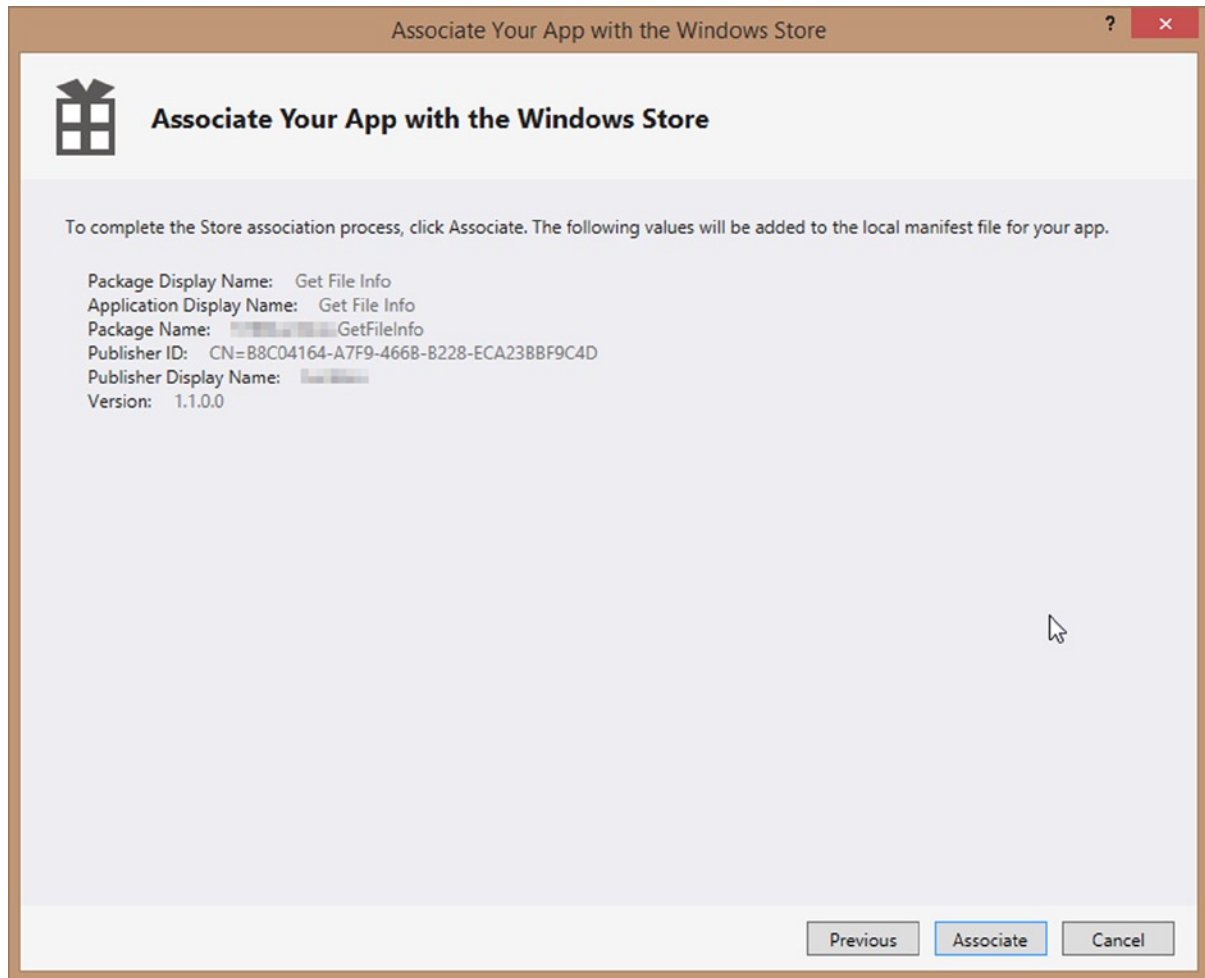 Associate Your App with the Windows Store
?
Associate Your App with the Windows Store
To complete the Store association process, click Associate. The following values will be added to the local manifest file for your app.
Package Display Name: Get File Info
Application Display Name: Get File Info
Package Name: GetFileInfo
Publisher ID: CN=B8C04164-A7F9-466B-B228-ECA23BBF9C4D
Publisher Display Name:
Version: 1.1.0.0
Previous Associate Cancel